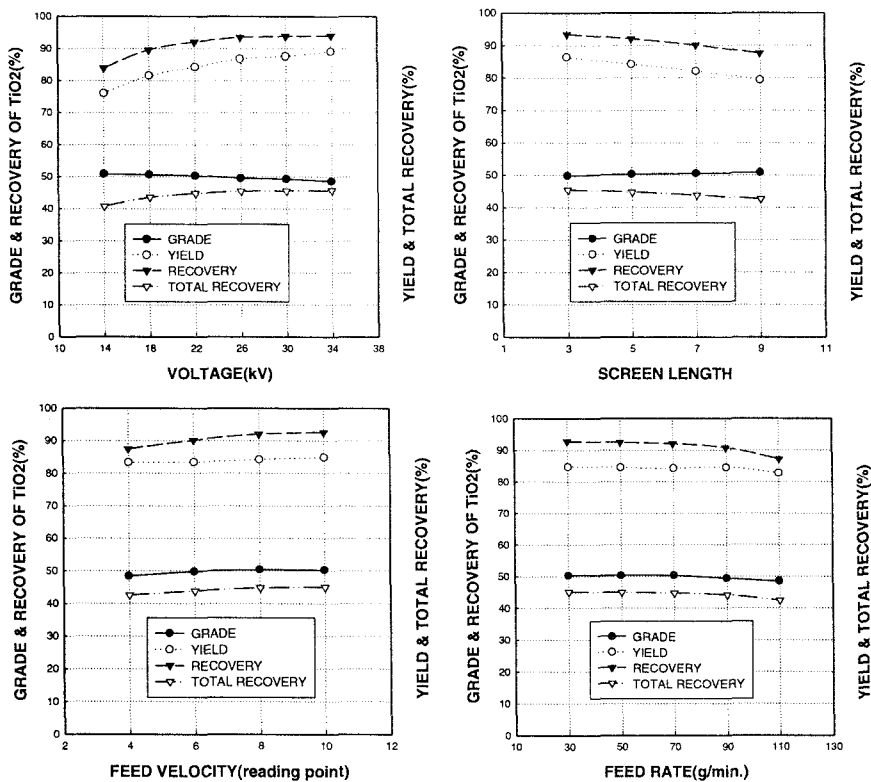 GRADE & RECOVERY OF TiO2(%)
100
90
80
70
60
50
40
30
20
10
0
GRADE
YIELD
RECOVERY
TOTAL RECOVERY
10 14 18 22 26 30 34 38
VOLTAGE(kV)
YIELD & TOTAL RECOVERY(%)
GRADE & RECOVERY OF TiO2(%)
100
90
80
70
60
50
40
30
20
10
0
GRADE
YIELD
RECOVERY
TOTAL RECOVERY
1 3 5 7 9 11
SCREEN LENGTH
YIELD & TOTAL RECOVERY(%)
GRADE & RECOVERY OF TiO2(%)
100
90
80
70
60
50
40
30
20
10
0
GRADE
YIELD
RECOVERY
TOTAL RECOVERY
2 4 6 8 10 12
FEED VELOCITY(reading point)
YIELD & TOTAL RECOVERY(%)
GRADE & RECOVERY OF TiO2(%)
100
90
80
70
60
50
40
30
20
10
0
GRADE
YIELD
RECOVERY
TOTAL RECOVERY
10 30 50 70 90 110 130
FEED RATE(g/min.)
YIELD & TOTAL RECOVERY(%)